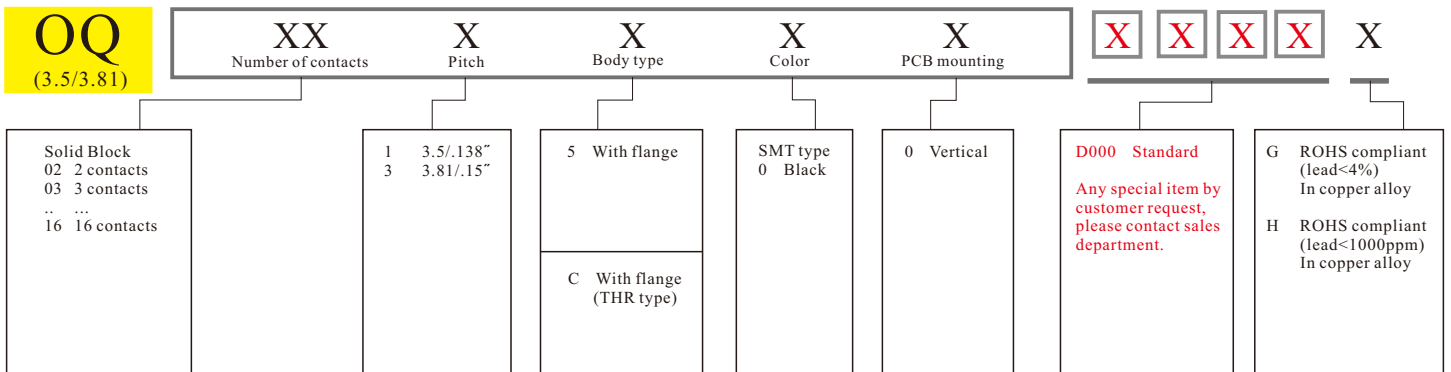 OQ
(3.5/3.81)
XX X X X X X X X X X
Number of contacts Pitch Body type Color PCB mounting
Solid Block
02 2 contacts
03 3 contacts
.. ...
16 16 contacts
1 3.5/.138˝
3 3.81/.15˝
5 With flange
C With flange
(THR type)
SMT type
0 Black
0 Vertical
D000 Standard
Any special item by
customer request,
please contact sales
department.
G ROHS compliant
(lead<4%)
In copper alloy
H ROHS compliant
(lead<1000ppm)
In copper alloy